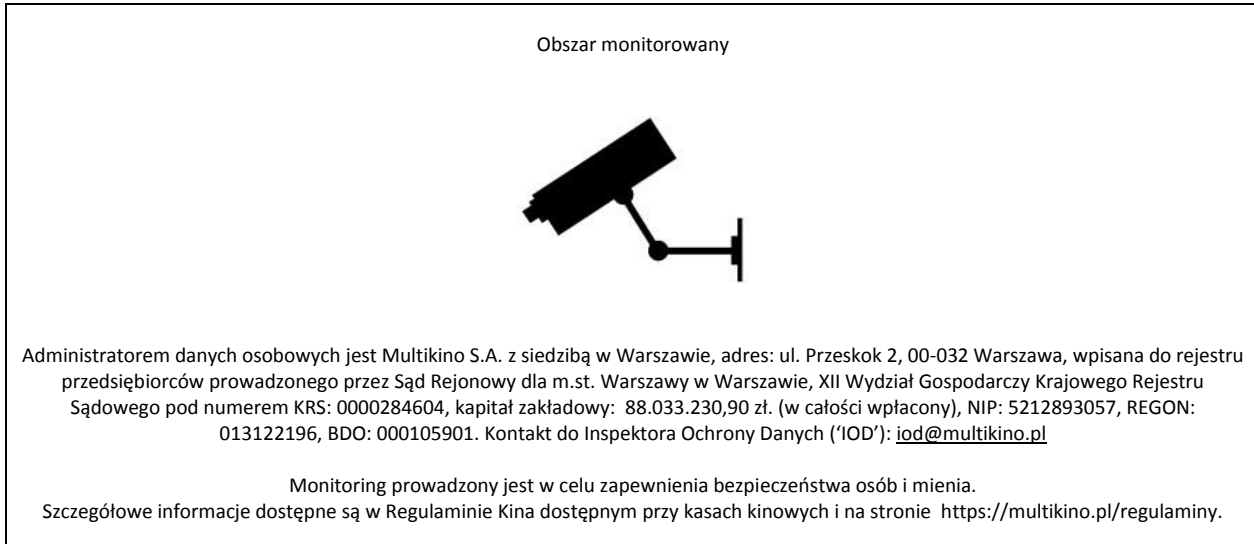 Obszar monitorowany
Administratorem danych osobowych jest Multikino S.A. z siedzibą w Warszawie, adres: ul. Przeskok 2, 00-032 Warszawa, wpisana do rejestru
przedsiębiorców prowadzonego przez Sąd Rejonowy dla m.st. Warszawy w Warszawie, XII Wydział Gospodarczy Krajowego Rejestru
Sądowego pod numerem KRS: 0000284604, kapitał zakładowy:  88.033.230,90 zł. (w całości wpłacony), NIP: 5212893057, REGON:
013122196, BDO: 000105901. Kontakt do Inspektora Ochrony Danych (‘IOD’): iod@multikino.pl
Monitoring prowadzony jest w celu zapewnienia bezpieczeństwa osób i mienia.
Szczegółowe informacje dostępne są w Regulaminie Kina dostępnym przy kasach kinowych i na stronie  https://multikino.pl/regulaminy.